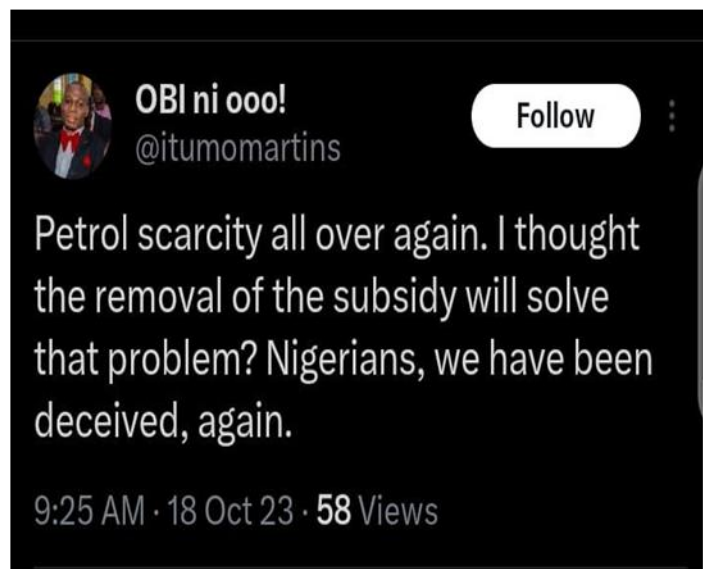 OBI ni ooo!
Follow
@itumomartins
Petrol scarcity all over again. I thought
the removal of the subsidy will solve
that problem? Nigerians, we have been
deceived, again.
9:25 AM · 18 Oct 23 · 58 Views